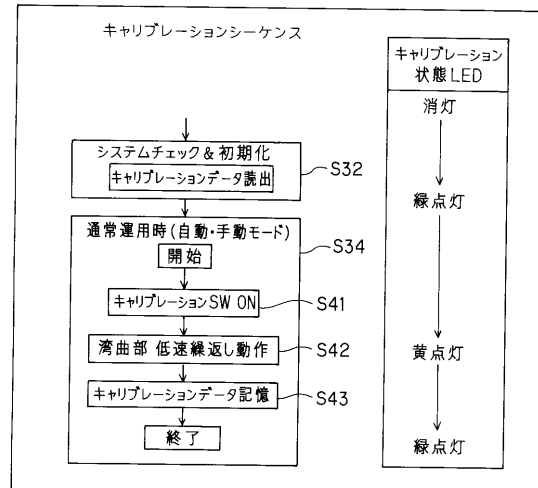 キャリブレーションシーケンス
システムチェック&初期化
キャリブレーションデータ読出
S32
通常運用時(自動・手動モード)
S34
開始
キャリブレーションSW ON
S41
湾曲部 低速繰返し動作
S42
キャリブレーションデータ記憶
S43
終了
キャリブレーション
状態LED
消灯
緑点灯
黄点灯
緑点灯